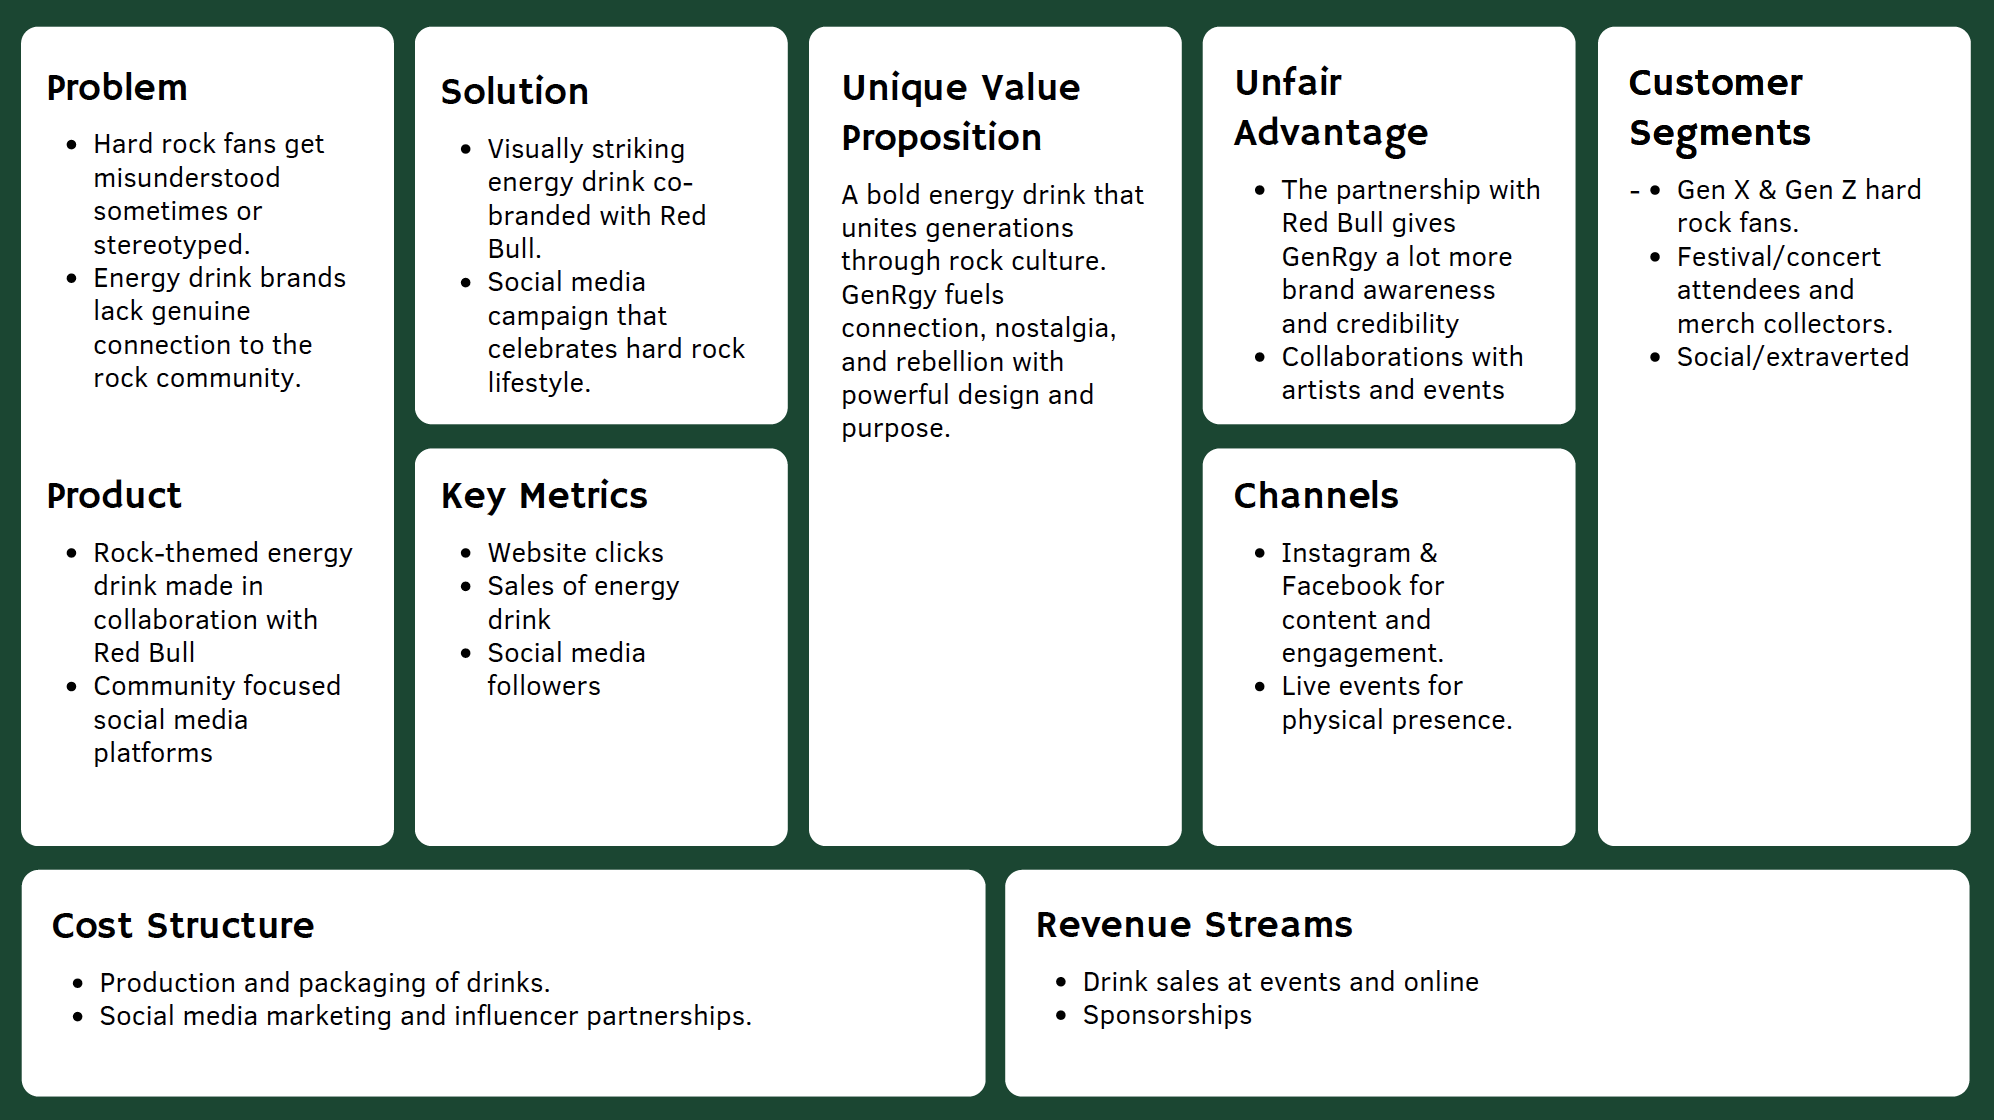 Problem
• Hard rock fans get
misunderstood
sometimes or
stereotyped.
• Energy drink brands
lack genuine
connection to the
rock community.
Product
• Rock-themed energy
drink made in
collaboration with
Red Bull
• Community focused
social media
platforms
Solution
• Visually striking
energy drink co-
branded with Red
Bull.
• Social media
campaign that
celebrates hard rock
lifestyle.
Key Metrics
• Website clicks
• Sales of energy
drink
• Social media
followers
Unique Value
Proposition
A bold energy drink that
unites generations
through rock culture.
GenRgy fuels
connection, nostalgia,
and rebellion with
powerful design and
purpose.
Unfair
Advantage
• The partnership with
Red Bull gives
GenRgy a lot more
brand awareness
and credibility
• Collaborations with
artists and events
Channels
• Instagram &
Facebook for
content and
engagement.
• Live events for
physical presence.
Customer
Segments
- • Gen X & Gen Z hard
rock fans.
• Festival/concert
attendees and
merch collectors.
• Social/extraverted
Cost Structure
• Production and packaging of drinks.
• Social media marketing and influencer partnerships.
Revenue Streams
• Drink sales at events and online
• Sponsorships